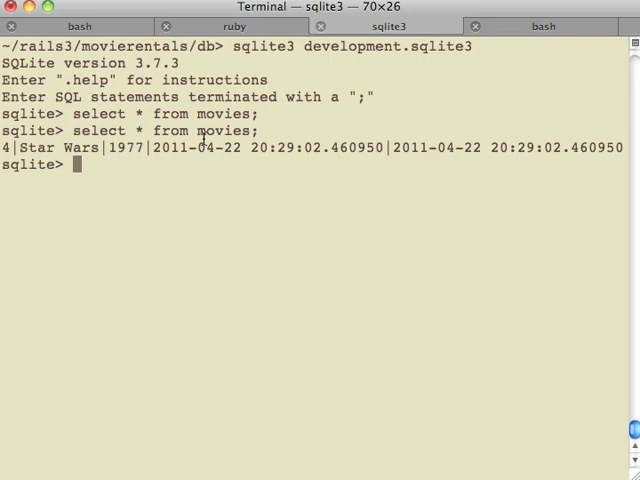 Terminal — sqlite3 — 70×26
bash ruby sqlite3 bash
~/rails3/movierentals/db> sqlite3 development.sqlite3
SQLite version 3.7.3
Enter ".help" for instructions
Enter SQL statements terminated with a ";"
sqlite> select * from movies;
sqlite> select * from movies;
4|Star Wars|1977|2011-04-22 20:29:02.460950|2011-04-22 20:29:02.460950
sqlite>